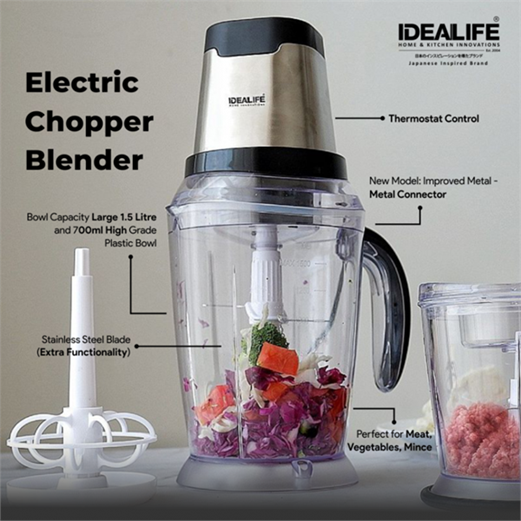 IDEALIFE
HOME & KITCHEN INNOVATIONS
Est. 2004
Japanese Inspired Brand
Electric
Chopper
Blender
IDEALIFE
Thermostat Control
New Model: Improved Metal -
Metal Connector
Bowl Capacity Large 1.5 Litre
and 700ml High Grade
Plastic Bowl
Stainless Steel Blade
(Extra Functionality)
Perfect for Meat,
Vegetables, Mince